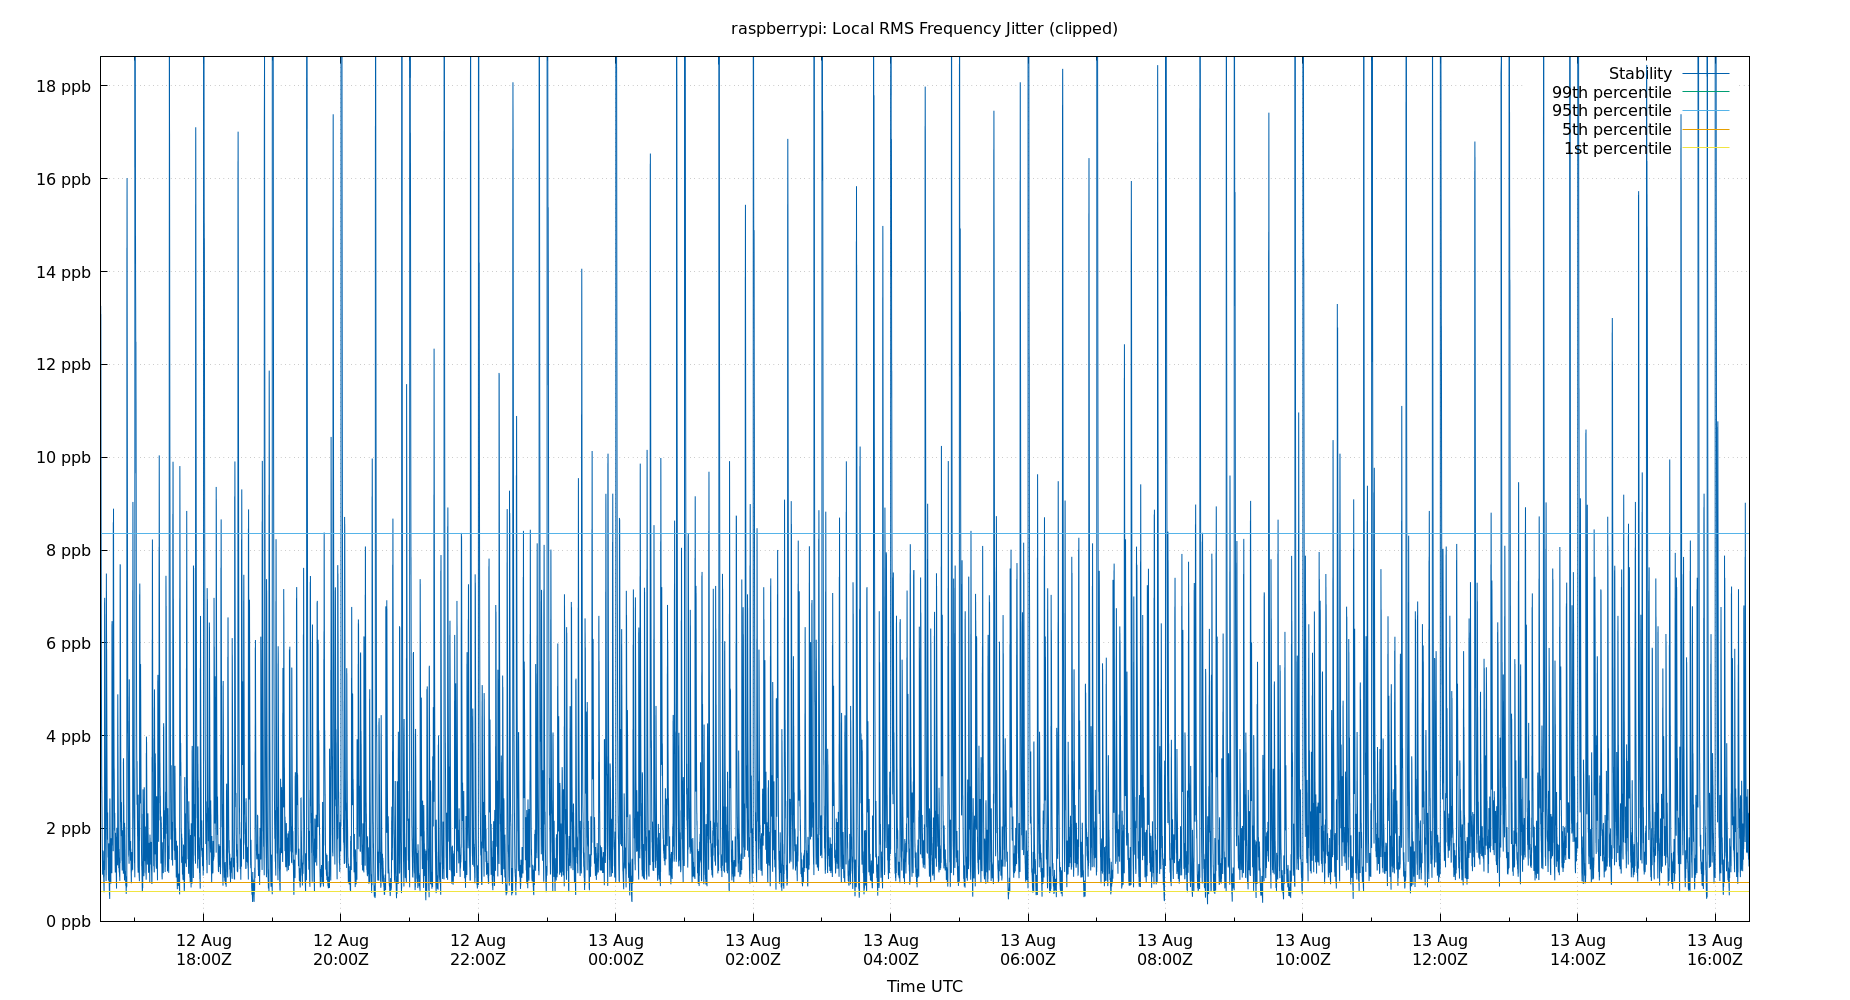 raspberrypi: Local RMS Frequency Jitter (clipped)
Stability
99th percentile
95th percentile
5th percentile
1st percentile
18 ppb
16 ppb
14 ppb
12 ppb
10 ppb
8 ppb
6 ppb
4 ppb
2 ppb
0 ppb
12 Aug 12 Aug 12 Aug 13 Aug 13 Aug 13 Aug 13 Aug 13 Aug 13 Aug 13 Aug 13 Aug 13 Aug
18:00Z 20:00Z 22:00Z 00:00Z 02:00Z 04:00Z 06:00Z 08:00Z 10:00Z 12:00Z 14:00Z 16:00Z
Time UTC